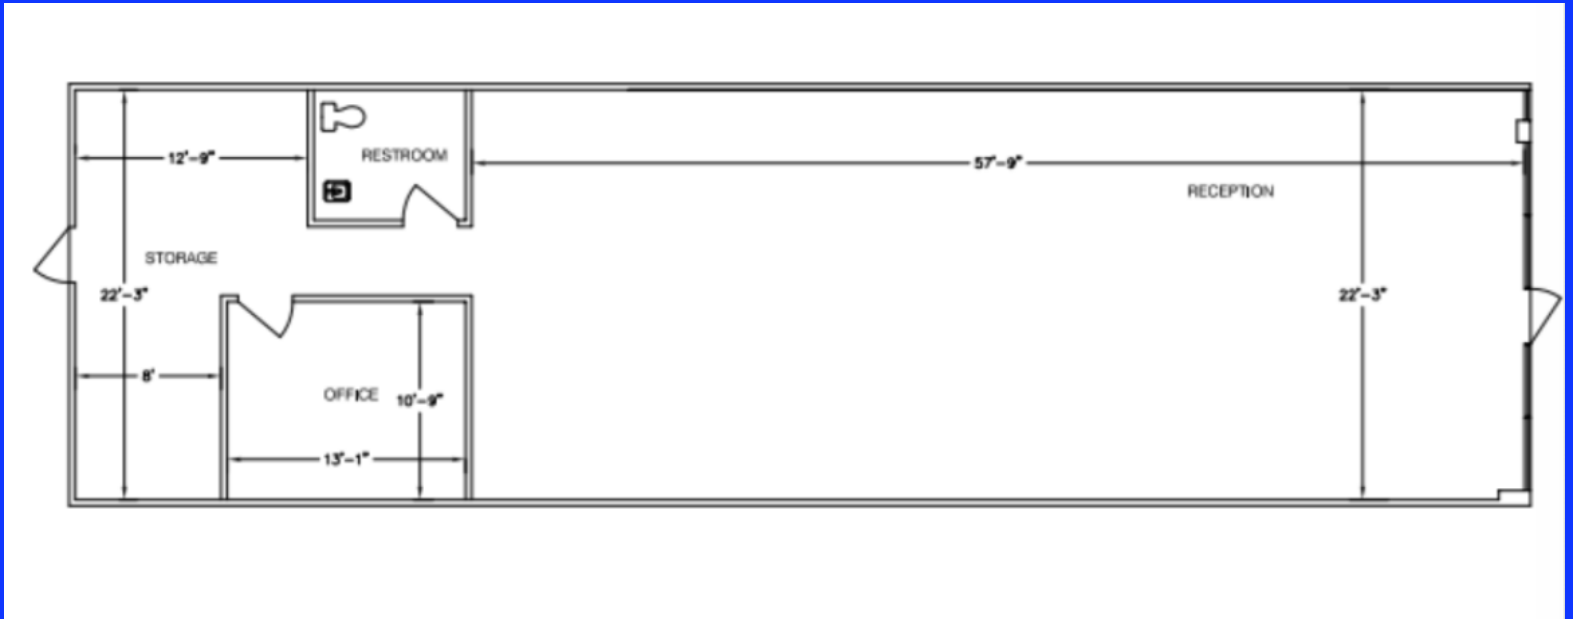 12'-9"
RESTROOM
57'-9"
RECEPTION
STORAGE
22'-3"
22'-3"
8'
OFFICE
10'-9"
13'-1"